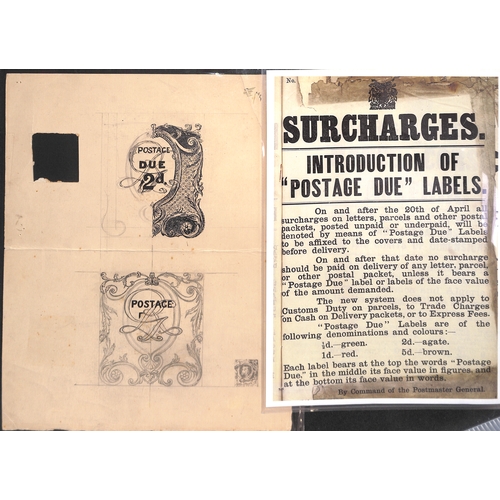 POSTAGE
DUE
2d.
POSTAGE
No.
SURCHARGES.
INTRODUCTION OF
"POSTAGE DUE" LABELS.
On and after the 20th of April all
surcharges on letters, parcels and other postal
packets, posted unpaid or underpaid, will be
denoted by means of "Postage Due" Labels
to be affixed to the covers and date-stamped
before delivery.
On and after that date no surcharge
should be paid on delivery of any letter, parcel,
or other postal packet, unless it bears a
"Postage Due" label or labels of the face value
of the amount demanded.
The new system does not apply to
Customs Duty on parcels, to Trade Charges
on Cash on Delivery packets, or to Express Fees.
"Postage Due" Labels are of the
following denominations and colours:—
½d.—green. 2d.—agate.
1d.—red. 5d.—brown.
Each label bears at the top the words "Postage
Due," in the middle its face value in figures, and
at the bottom its face value in words.
By Command of the Postmaster General.